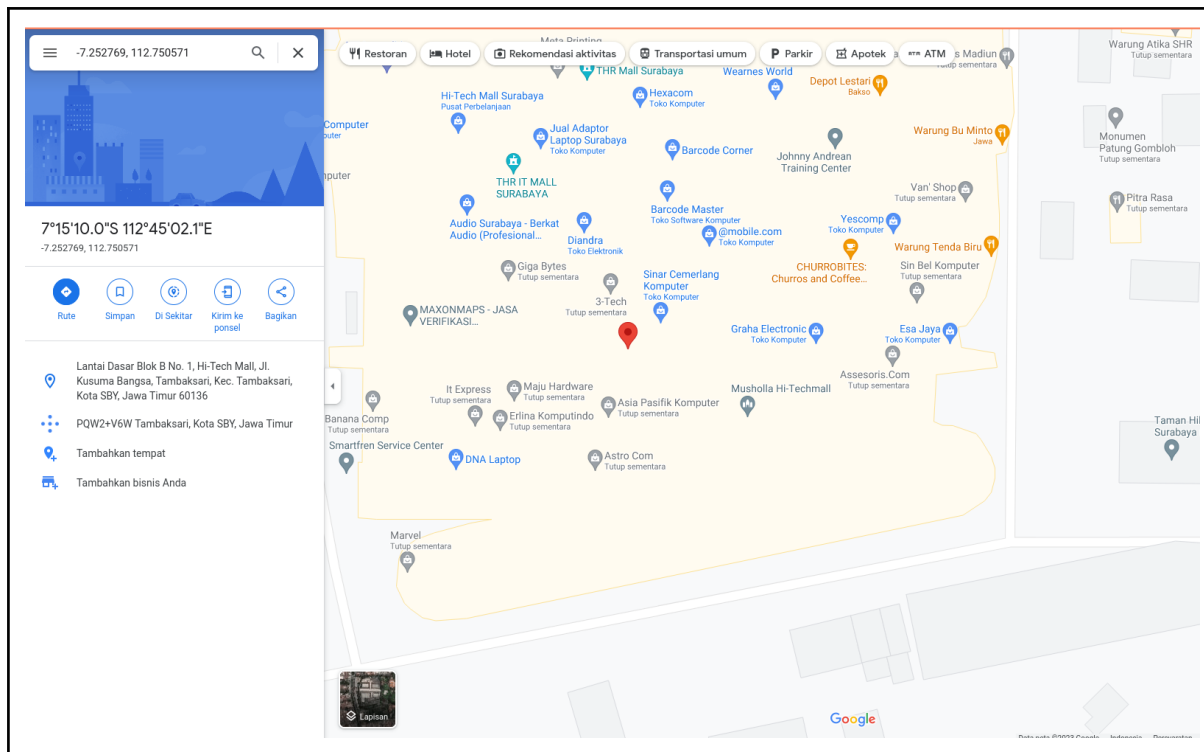 -7.252769, 112.750571
7°15'10.0"S 112°45'02.1"E
-7.252769, 112.750571
Rute
Simpan
Di Sekitar
Kirim ke
ponsel
Bagikan
Lantai Dasar Blok B No. 1, Hi-Tech Mall, Jl.
Kusuma Bangsa, Tambaksari, Kec. Tambaksari,
Kota SBY, Jawa Timur 60136
PQW2+V6W Tambaksari, Kota SBY, Jawa Timur
Tambahkan tempat
Tambahkan bisnis Anda
Restoran
Hotel
Rekomendasi aktivitas
Transportasi umum
Parkir
Apotek
ATM
ATM
Meta Printing
THR Mall Surabaya
Wearnes World
s Madiun
Tutup sementara
Warung Atika SHR
Tutup sementara
Depot Lestari
Bakso
Hi-Tech Mall Surabaya
Pusat Perbelanjaan
Hexacom
Toko Komputer
Computer
puter
Jual Adaptor
Laptop Surabaya
Toko Komputer
Barcode Corner
Johnny Andrean
Training Center
Warung Bu Minto
Jawa
Monumen
Patung Gombloh
Tutup sementara
mputer
THR IT MALL
SURABAYA
Van' Shop
Tutup sementara
Pitra Rasa
Tutup sementara
Barcode Master
Toko Software Komputer
Audio Surabaya - Berkat
Audio (Profesional...
Diandra
Toko Elektronik
@mobile.com
Toko Komputer
Yescomp
Toko Komputer
Warung Tenda Biru
CHURROBITES:
Churros and Coffee...
Sin Bel Komputer
Tutup sementara
Giga Bytes
Tutup sementara
Sinar Cemerlang
Komputer
Toko Komputer
3-Tech
Tutup sementara
MAXONMAPS - JASA
VERIFIKASI...
Graha Electronic
Toko Komputer
Esa Jaya
Toko Komputer
Assesoris.Com
Tutup sementara
It Express
Tutup sementara
Maju Hardware
Tutup sementara
Musholla Hi-Techmall
Asia Pasifik Komputer
Tutup sementara
Banana Comp
Tutup sementara
Erlina Komputindo
Tutup sementara
Taman Hi
Surabaya
Smartfren Service Center
DNA Laptop
Astro Com
Tutup sementara
Marvel
Tutup sementara
Lapisan
Google